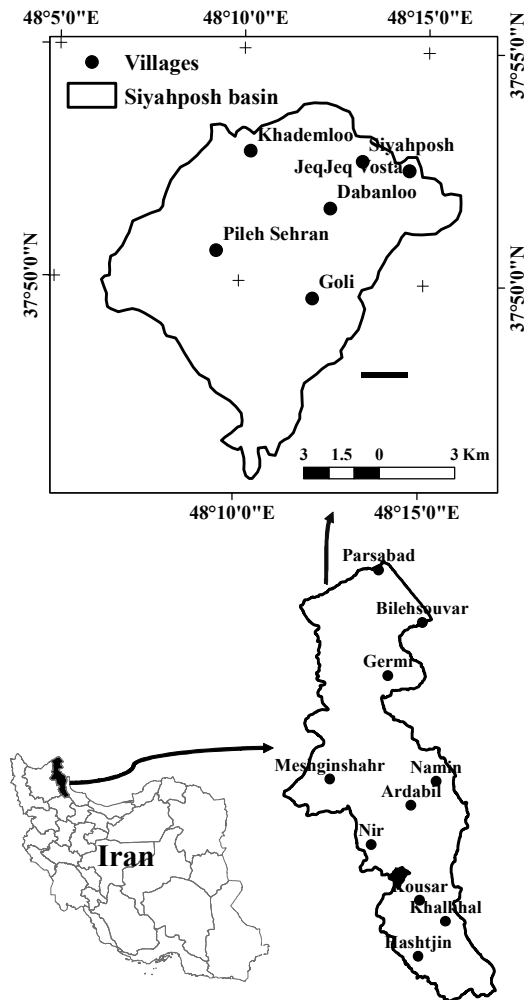 48°5'0"E 48°10'0"E 48°15'0"E
37°55'0"N
Villages
Siyahposh basin
Khademloo
Siyahposh
JeqJeq Vosta
Dabanloo
Pileh Sehran
Goli
37°50'0"N
37°50'0"N
3 1.5 0 3 Km
48°10'0"E 48°15'0"E
Parsabad
Bilehsouvar
Germi
Meshginshahr
Namin
Ardabil
Nir
Iran
Kousar
Khalkhal
Hashtjin